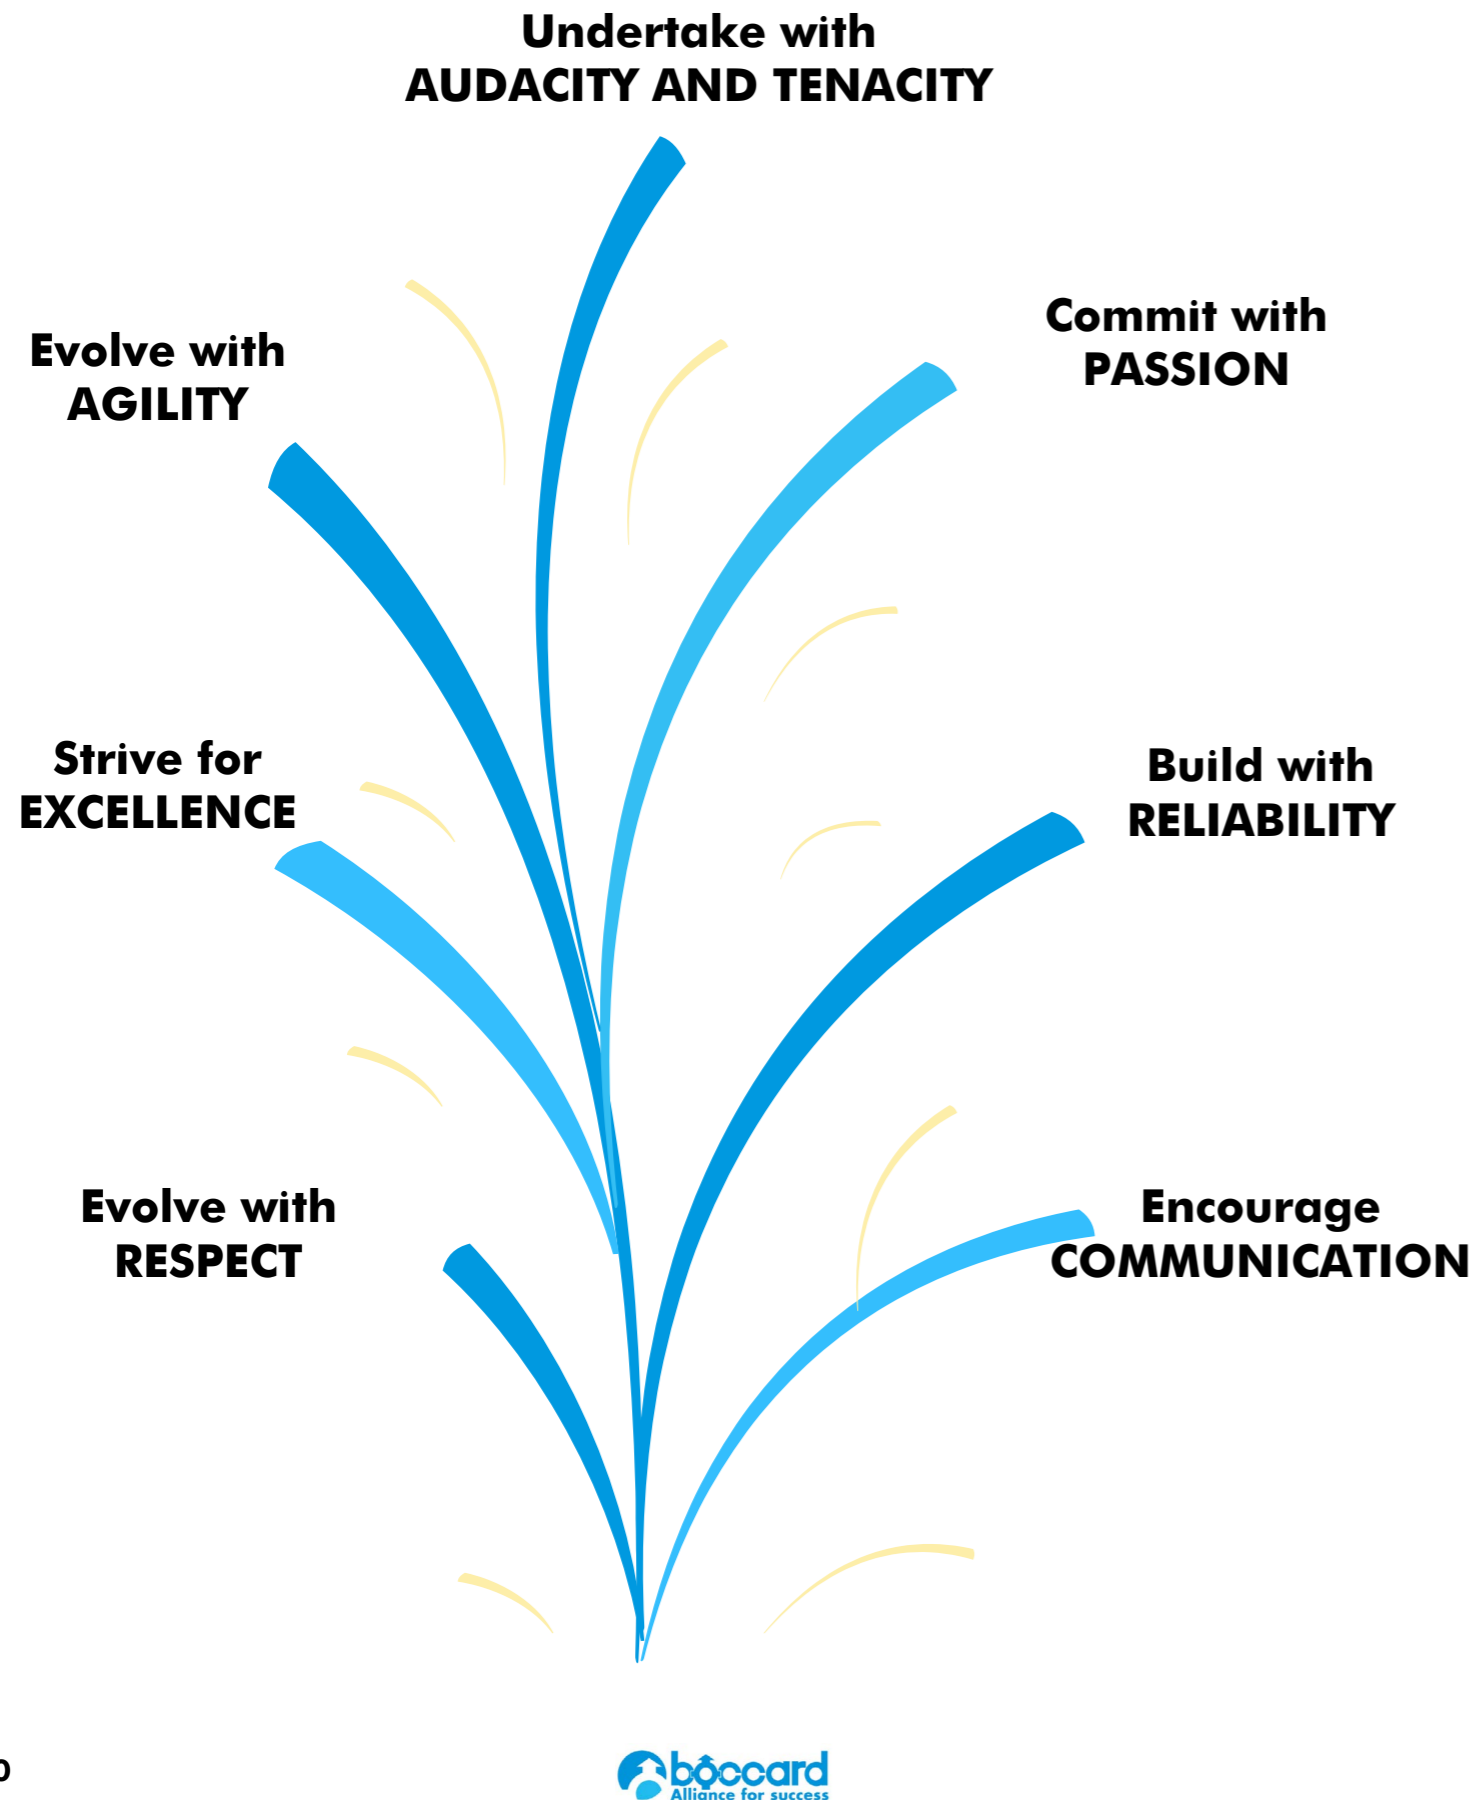 Undertake with
AUDACITY AND TENACITY
Commit with
PASSION
Evolve with
AGILITY
Strive for
EXCELLENCE
Build with
RELIABILITY
Evolve with
RESPECT
Encourage
COMMUNICATION
0
boccard
Alliance for success